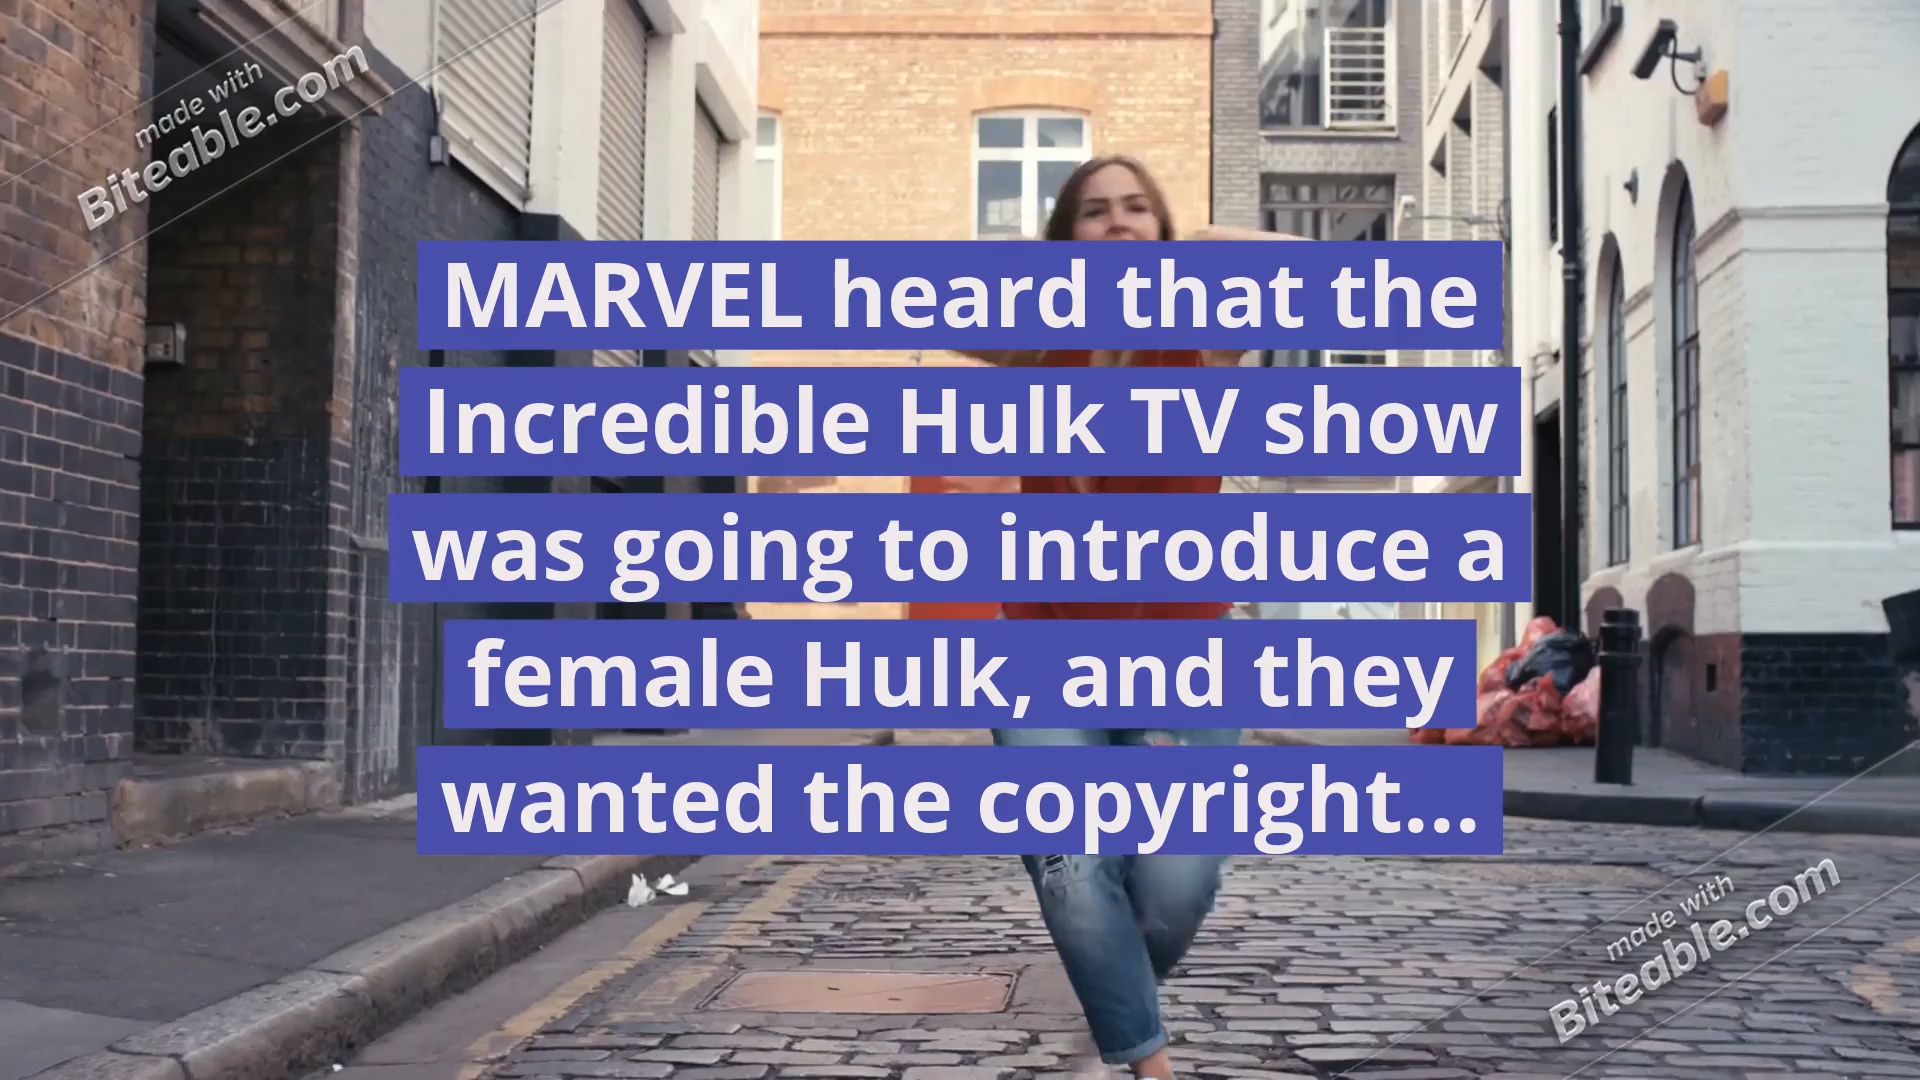 made with
Biteable.com
MARVEL heard that the
Incredible Hulk TV show
was going to introduce a
female Hulk, and they
wanted the copyright...
made with
Biteable.com